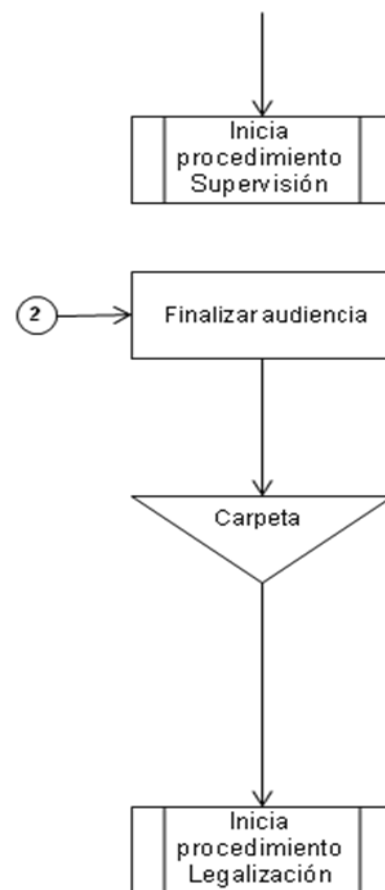 Inicia
procedimiento
Supervisión
2
Finalizar audiencia
Carpeta
Inicia
procedimiento
Legalización